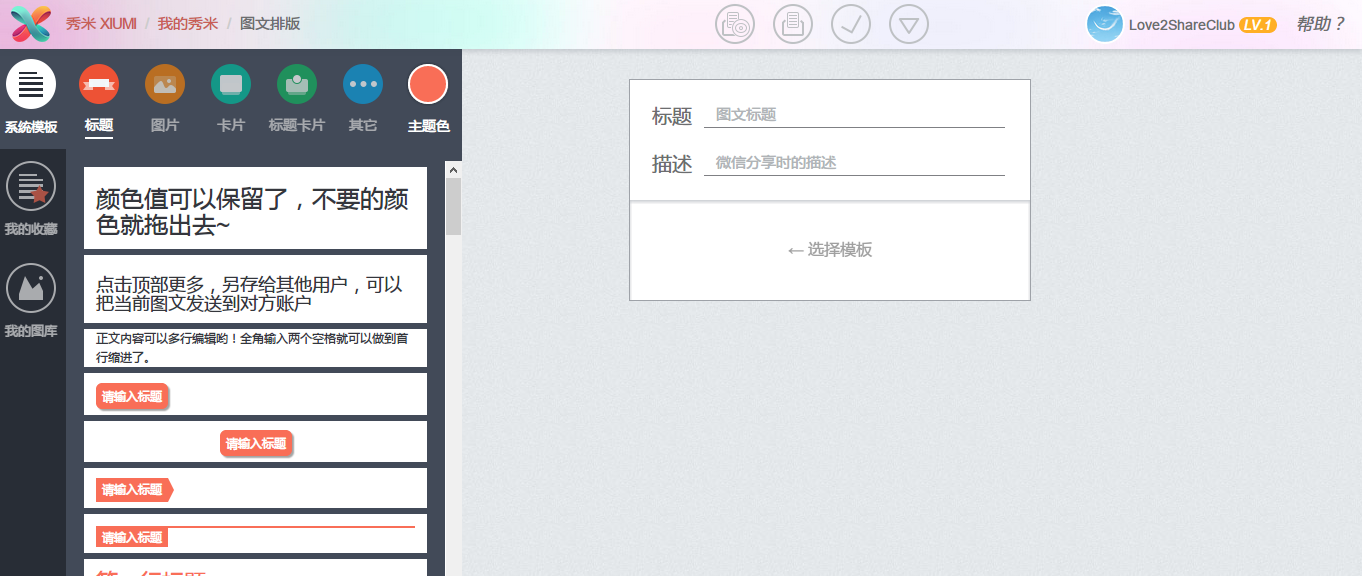 秀米 XIUMI / 我的秀米 / 图文排版
Love2ShareClub LV.1 帮助？
系统模板
标题 图片 卡片 标题卡片 其它 主题色
我的收藏
我的图库
颜色值可以保留了，不要的颜
色就拖出去~
点击顶部更多，另存给其他用户，可以
把当前图文发送到对方账户
正文内容可以多行编辑哟！全角输入两个空格就可以做到首
行缩进了。
请输入标题
请输入标题
请输入标题
请输入标题
第一行标题
标题 图文标题
描述 微信分享时的描述
← 选择模板